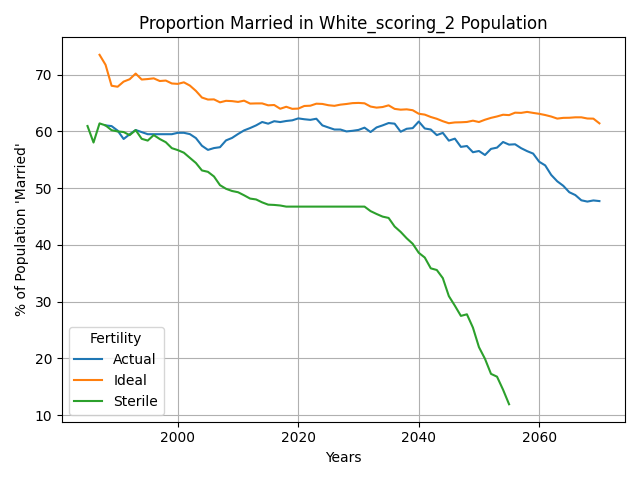 Proportion Married in White_scoring_2 Population
% of Population 'Married'
70
60
50
40
30
20
10
Fertility
Actual
Ideal
Sterile
2000
2020
2040
2060
Years